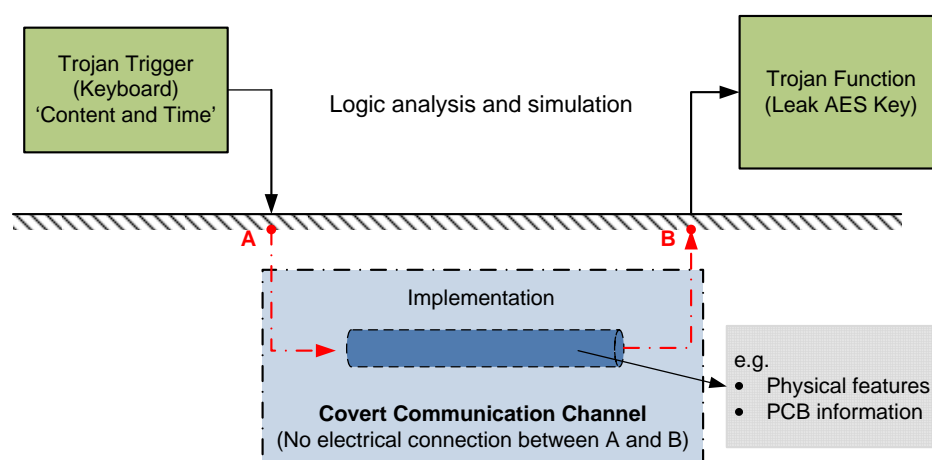 Trojan Trigger
(Keyboard)
‘Content and Time’
Logic analysis and simulation
Trojan Function
(Leak AES Key)
A
B
Implementation
Covert Communication Channel
(No electrical connection between A and B)
e.g.
• Physical features
• PCB information